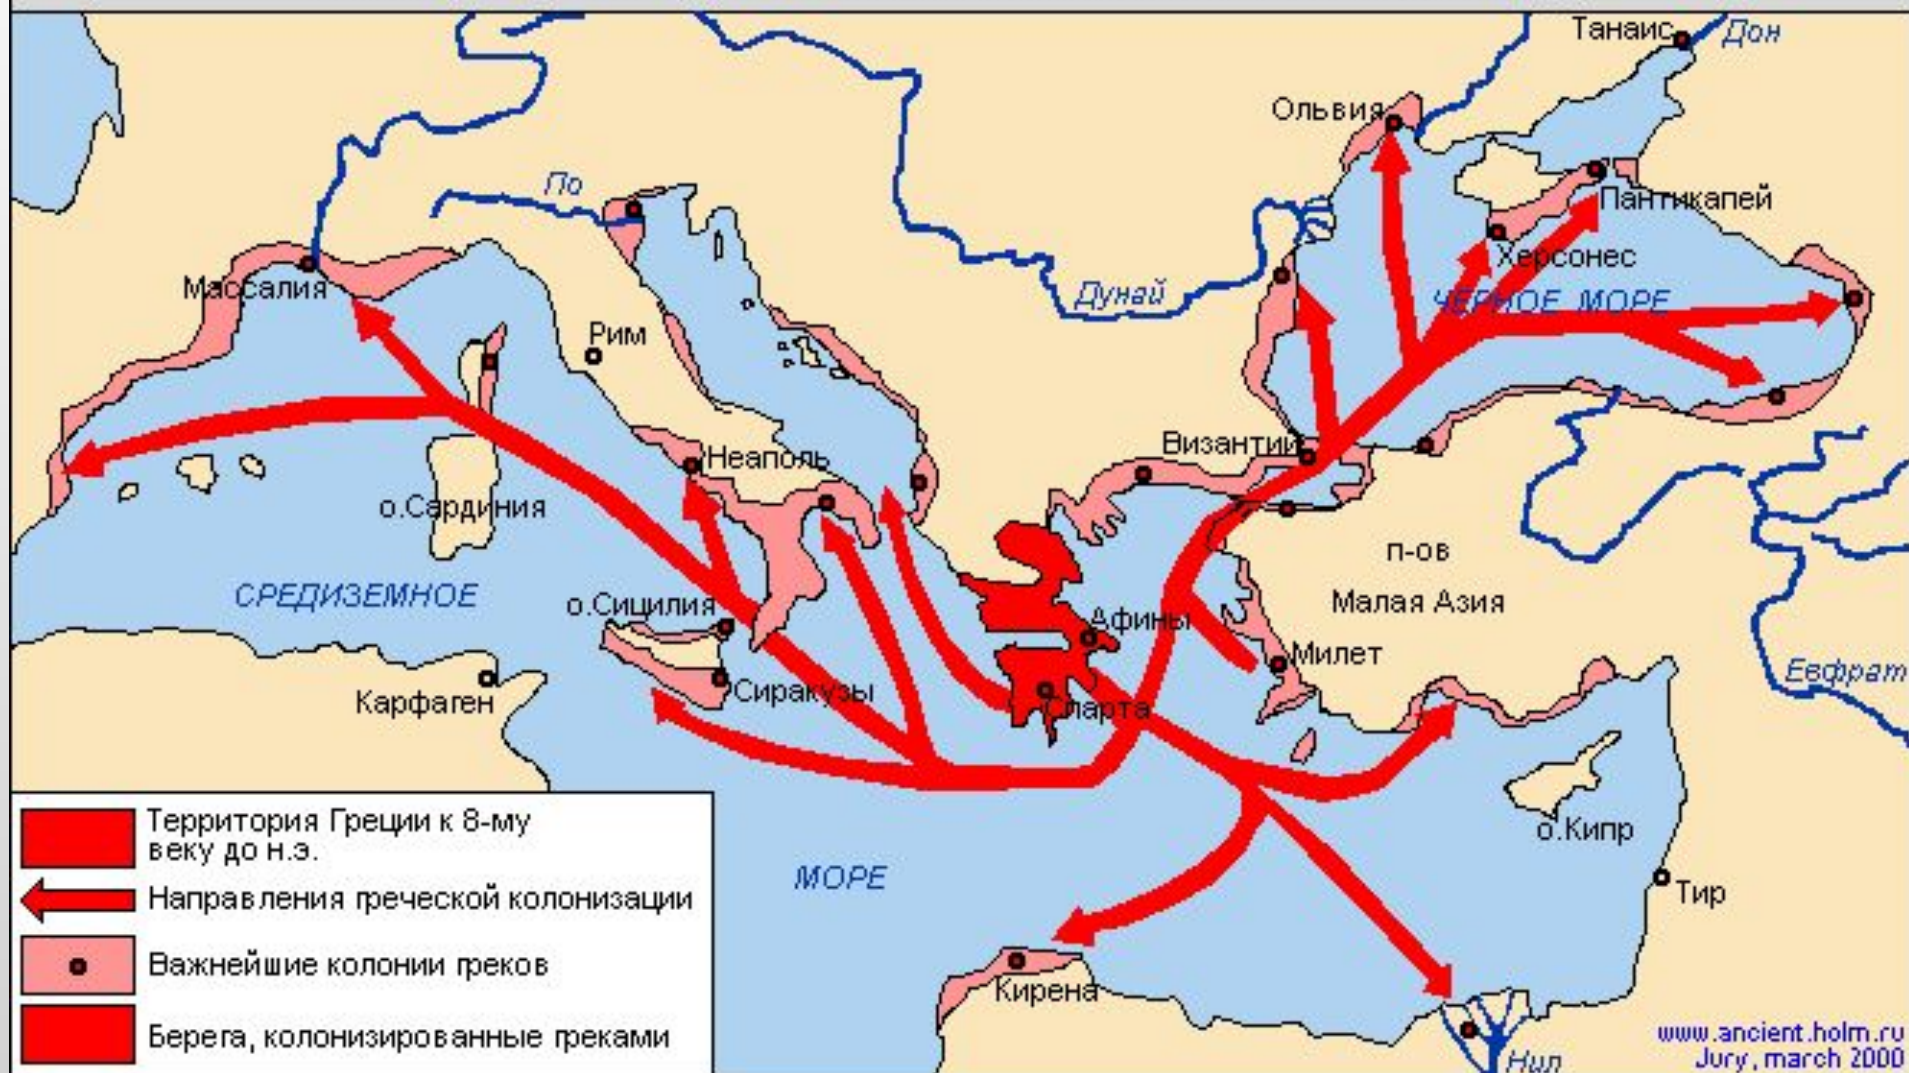 Танаис
Дон
Ольвия
По
Пантикапей
Массалия
Херсонес
Дунай
ЧЕРНОЕ МОРЕ
Рим
Византий
Неаполь
о.Сардиния
п-ов
Малая Азия
СРЕДИЗЕМНОЕ
о.Сицилия
Афины
Милет
Евфрат
Карфаген
Сиракузы
Спарта
Территория Греции к 8-му
веку до н.э.
о.Кипр
Направления греческой колонизации
МОРЕ
Тир
Важнейшие колонии греков
Кирена
Берега, колонизированные греками
Нил
www.ancient.holm.ru
Jury, march 2000